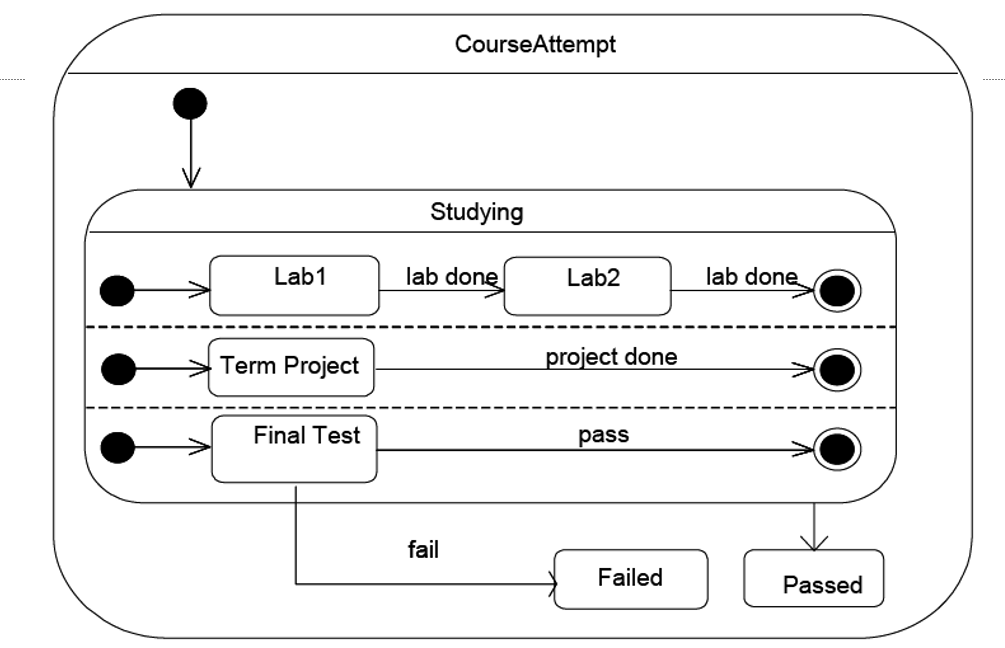 CourseAttempt
Studying
Lab1
lab done
Lab2
lab done
Term Project
project done
Final Test
pass
fail
Failed
Passed